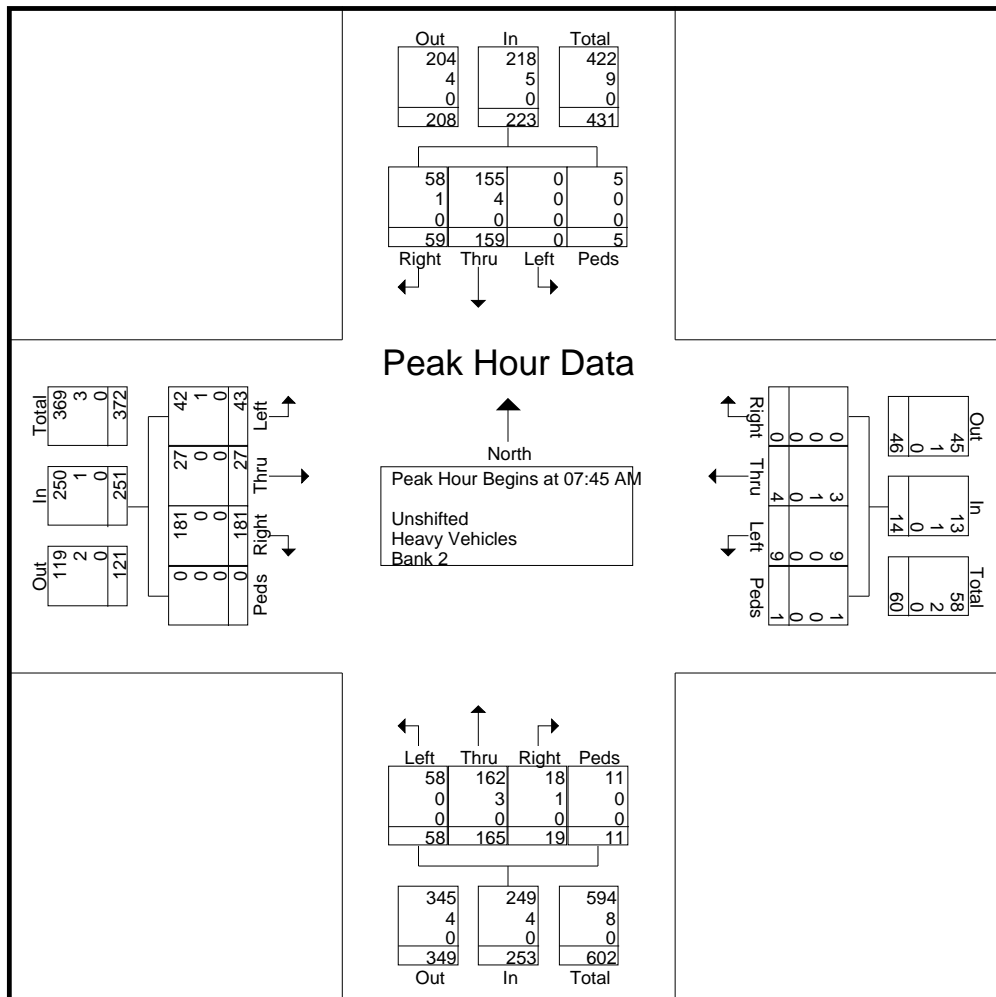 Out In Total
204 218 422
4 5 9
0 0 0
208 223 431
58 155 0 5
1 4 0 0
0 0 0 0
59 159 0 5
Right Thru Left Peds
Peak Hour Data
North
Peak Hour Begins at 07:45 AM
Unshifted
Heavy Vehicles
Bank 2
Total
369 3 0 372
In
250 1 0 251
Out
119 2 0 121
42 1 0 43 Left
27 0 0 27 Thru
181 0 0 181 Right
0 0 0 0 Peds
Right 0 0 0 0
Thru 4 0 1 3
Left 9 0 0 9
Peds 1 0 0 1
Out
45 1 0 46
In
13 1 0 14
Total
58 2 0 60
Left Thru Right Peds
58 162 18 11
0 3 1 0
0 0 0 0
58 165 19 11
345 249 594
4 4 8
0 0 0
349 253 602
Out In Total